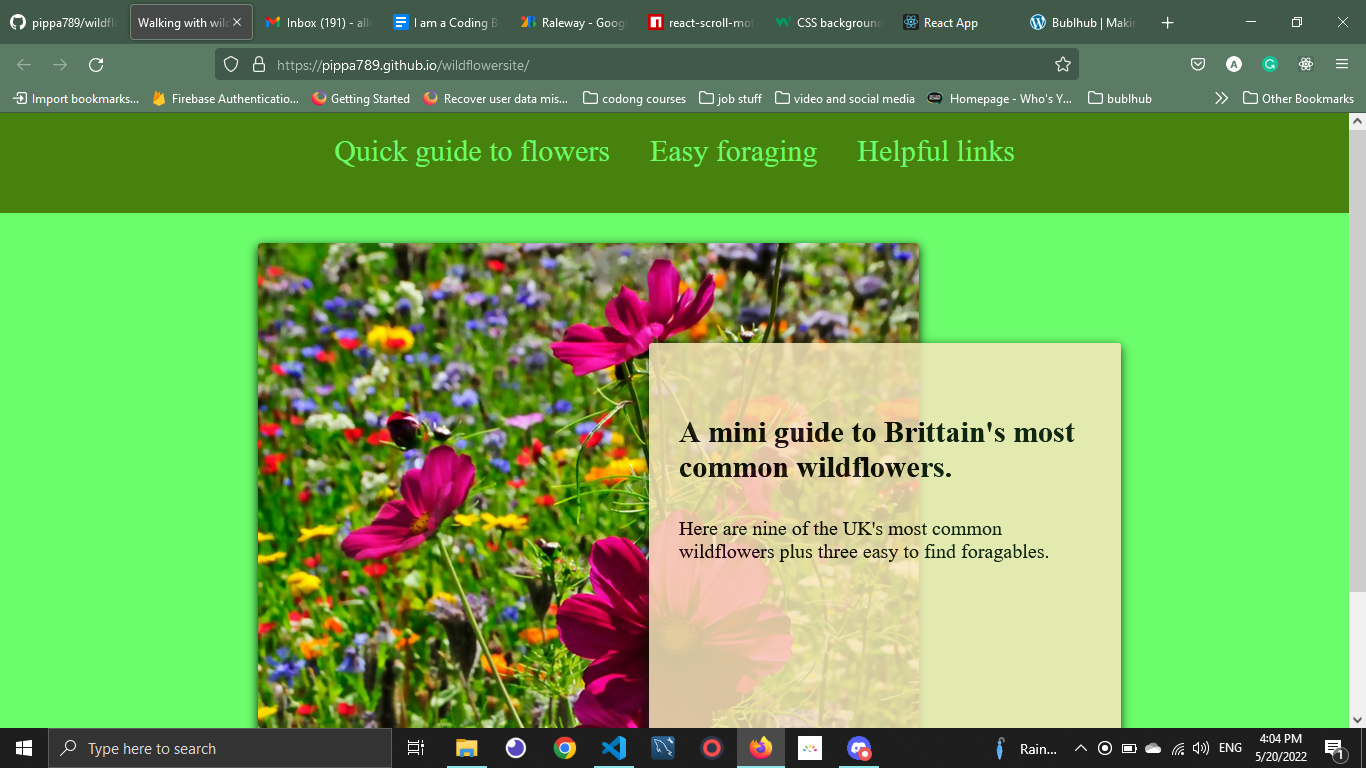 pippa789/wildfl
Walking with wild
Inbox (191) - all
I am a Coding B
Raleway - Goog
react-scroll-mot
CSS background
React App
Bublhub | Makin
https://pippa789.github.io/wildflowersite/
Import bookmarks...
Firebase Authenticatio...
Getting Started
Recover user data mis...
codong courses
job stuff
video and social media
Homepage - Who's Y...
bublhub
Other Bookmarks
Quick guide to flowers
Easy foraging
Helpful links
A mini guide to Brittain's most
common wildflowers.
Here are nine of the UK's most common
wildflowers plus three easy to find foragables.
Type here to search
Rain...
ENG
4:04 PM
5/20/2022
1